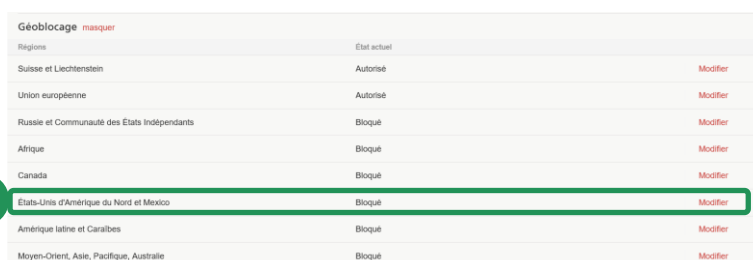 Géoblocage masquer
Régions État actuel
Suisse et Liechtenstein Autorisé Modifier
Union européenne Autorisé Modifier
Russie et Communauté des États Indépendants Bloqué Modifier
Afrique Bloqué Modifier
Canada Bloqué Modifier
États-Unis d'Amérique du Nord et Mexico Bloqué Modifier
Amérique latine et Caraïbes Bloqué Modifier
Moyen-Orient, Asie, Pacifique, Australie Bloqué Modifier